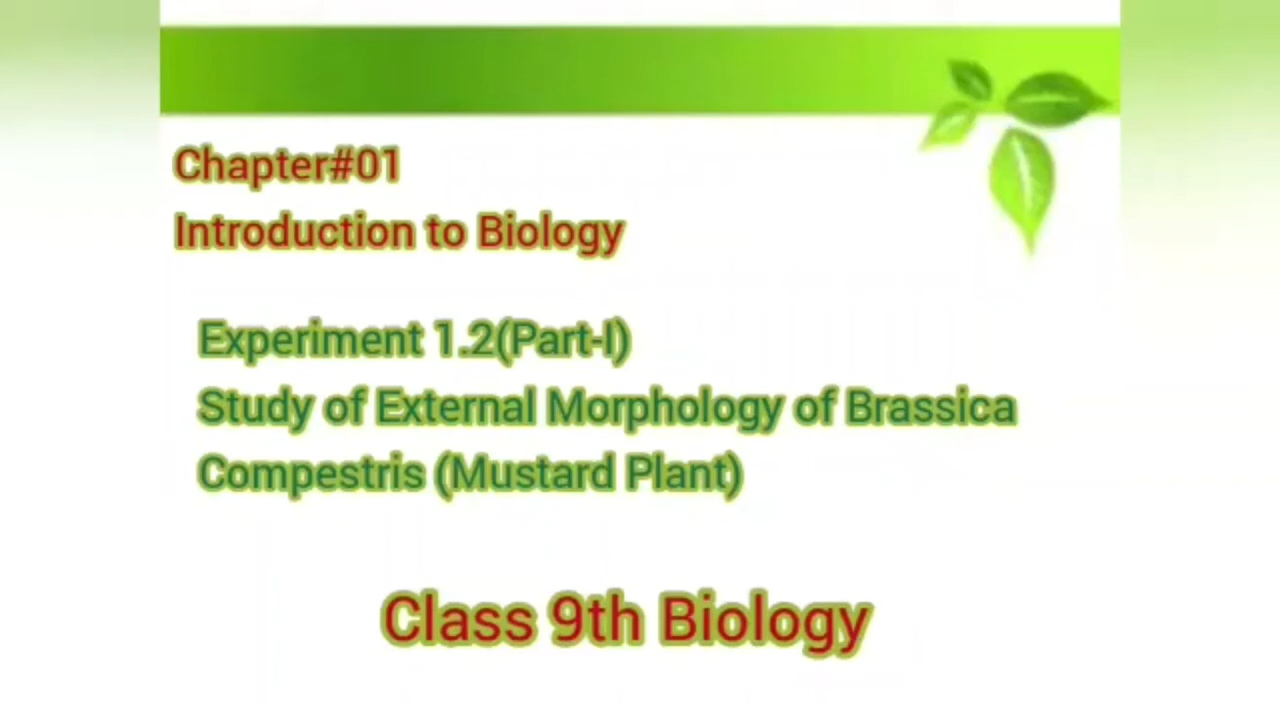 Chapter#01
Introduction to Biology
Experiment 1.2(Part-I)
Study of External Morphology of Brassica
Compestris (Mustard Plant)
Class 9th Biology